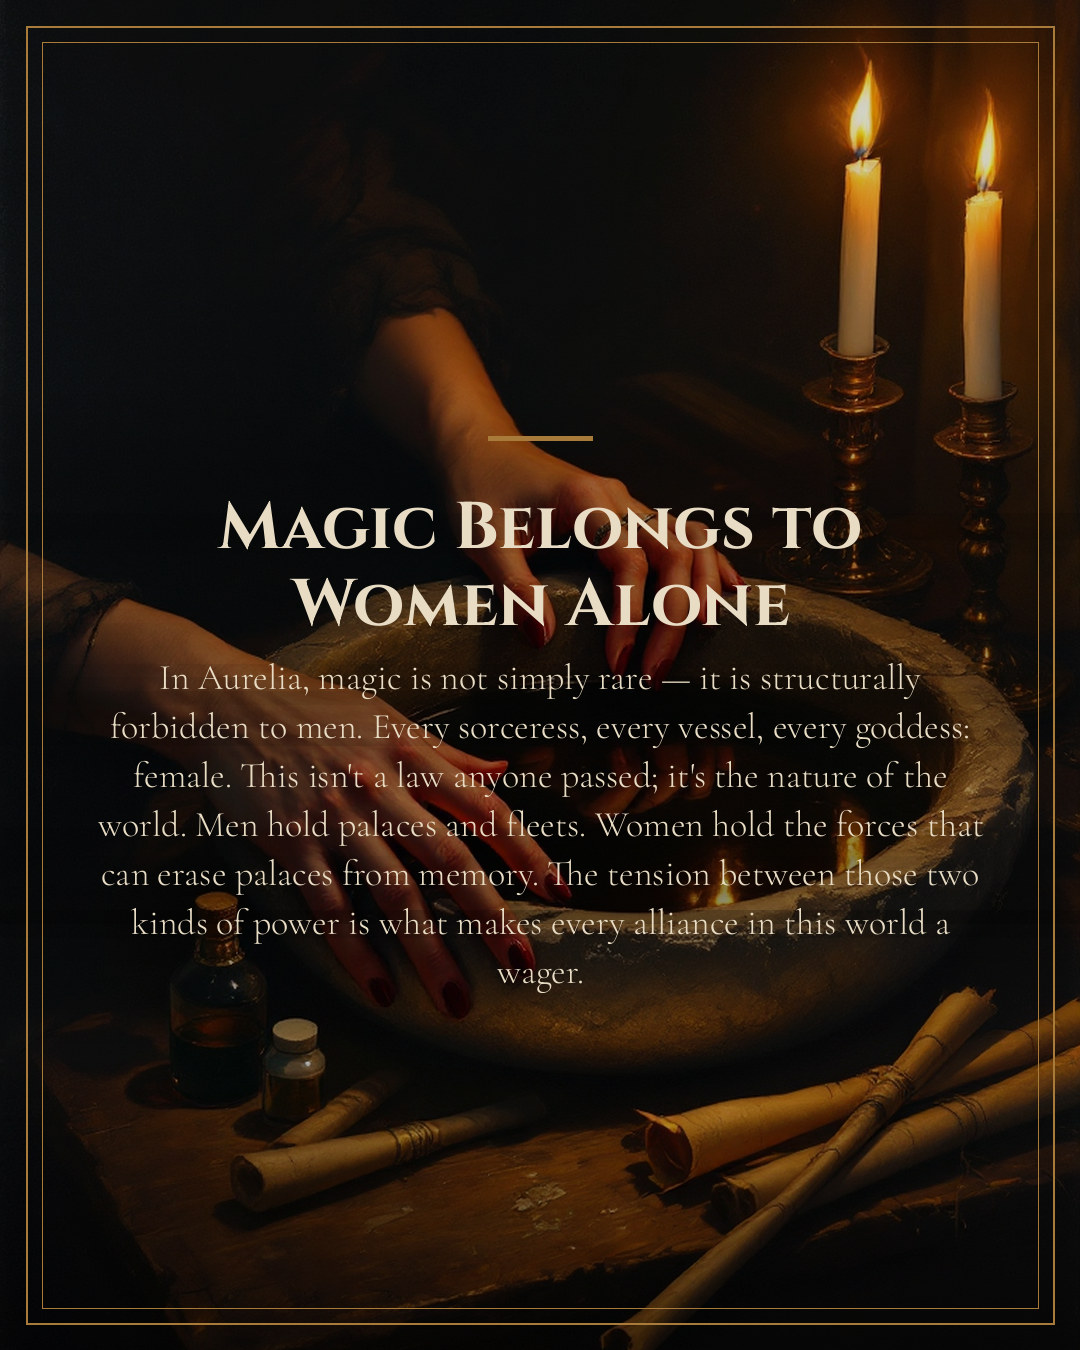 Magic Belongs to
Women Alone
In Aurelia, magic is not simply rare — it is structurally
forbidden to men. Every sorceress, every vessel, every goddess:
female. This isn't a law anyone passed; it's the nature of the
world. Men hold palaces and fleets. Women hold the forces that
can erase palaces from memory. The tension between those two
kinds of power is what makes every alliance in this world a
wager.